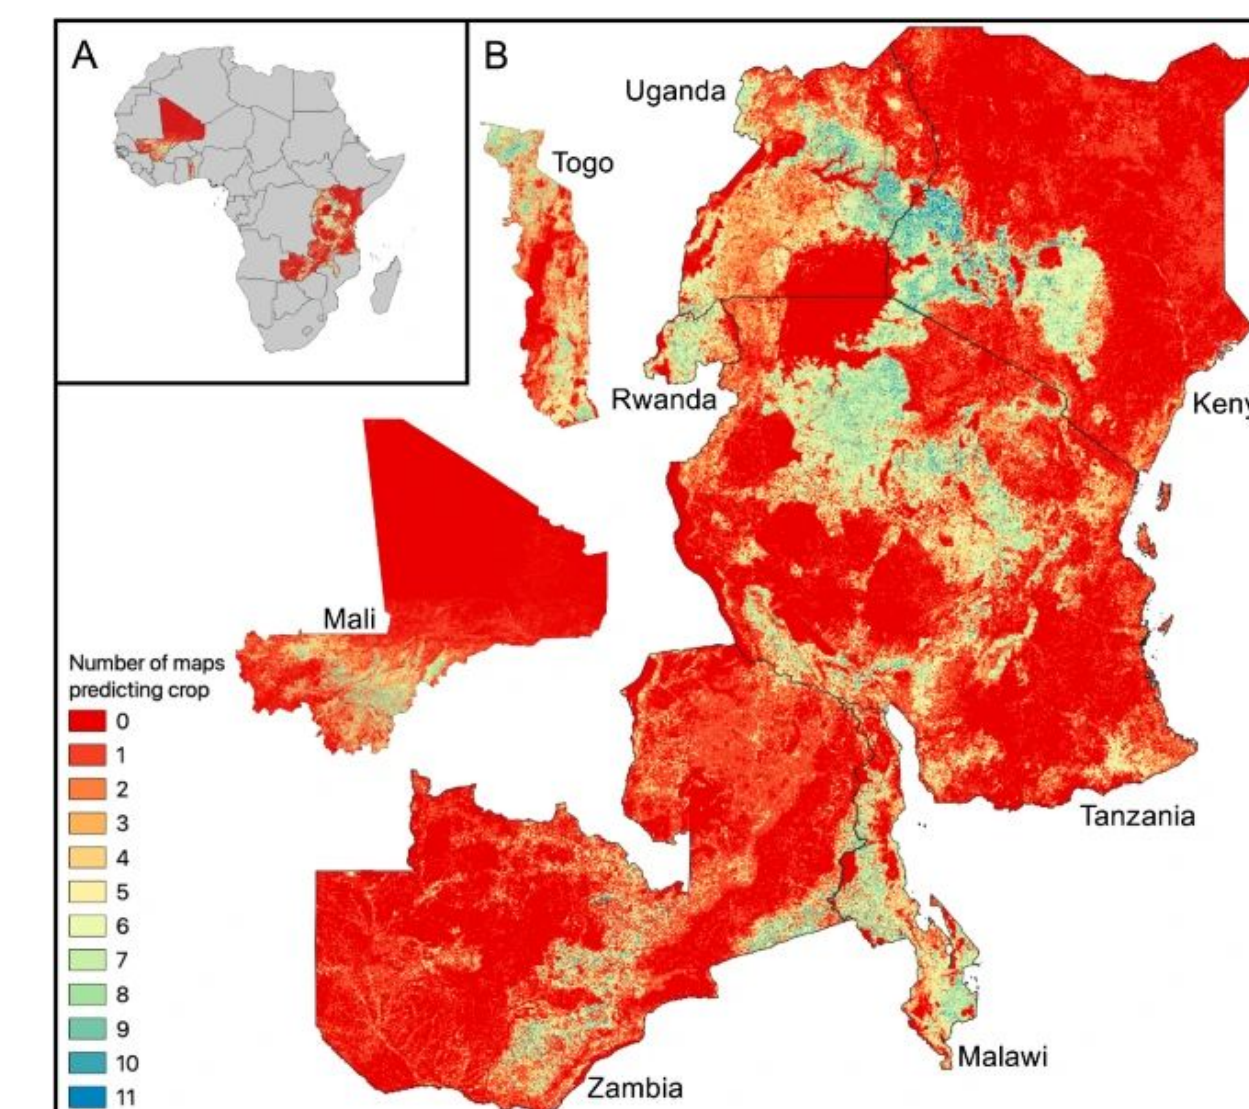 A
B
Uganda
Togo
Rwanda
Keny
Mali
Number of maps
predicting crop
0
1
2
3
4
5
6
7
8
9
10
11
Tanzania
Malawi
Zambia